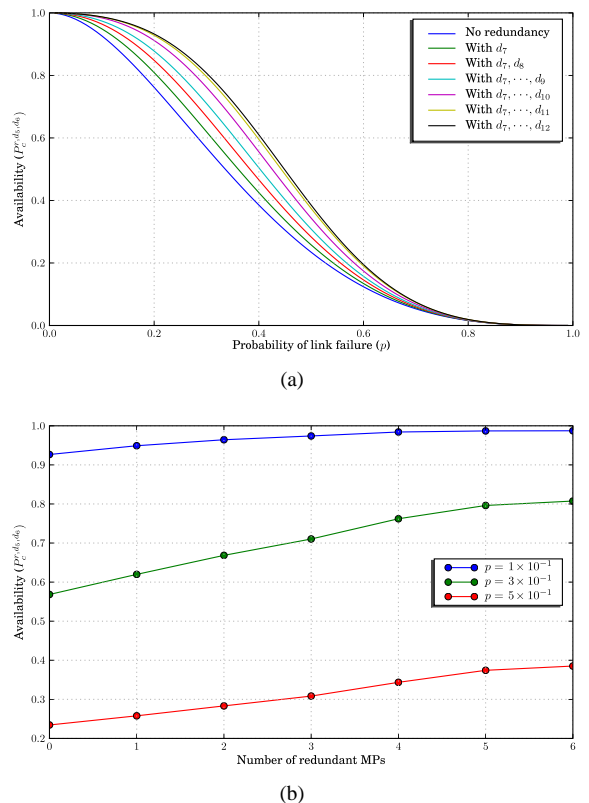 1.0
0.8
0.6
0.4
0.2
0.0
0.0 0.2 0.4 0.6 0.8 1.0
Availability (P_c^{r,d_5,d_6})
Probability of link failure (p)
No redundancy
With d_7
With d_7, d_8
With d_7, ⋯, d_9
With d_7, ⋯, d_10
With d_7, ⋯, d_11
With d_7, ⋯, d_12
(a)
1.0
0.9
0.8
0.7
0.6
0.5
0.4
0.3
0.2
0 1 2 3 4 5 6
Availability (P_c^{r,d_5,d_6})
Number of redundant MPs
p = 1 × 10^{-1}
p = 3 × 10^{-1}
p = 5 × 10^{-1}
(b)